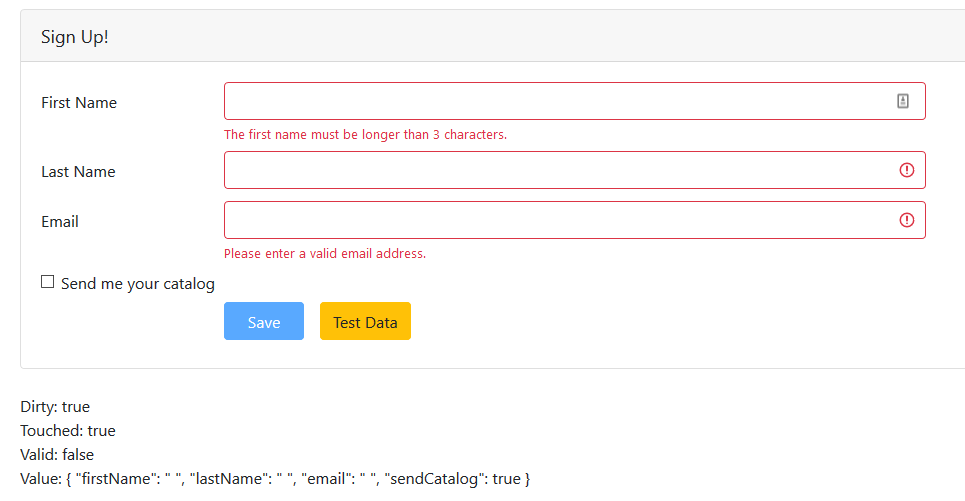 Sign Up!
First Name
The first name must be longer than 3 characters.
Last Name
Email
Please enter a valid email address.
Send me your catalog
Save Test Data
Dirty: true
Touched: true
Valid: false
Value: { "firstName": " ", "lastName": " ", "email": " ", "sendCatalog": true }